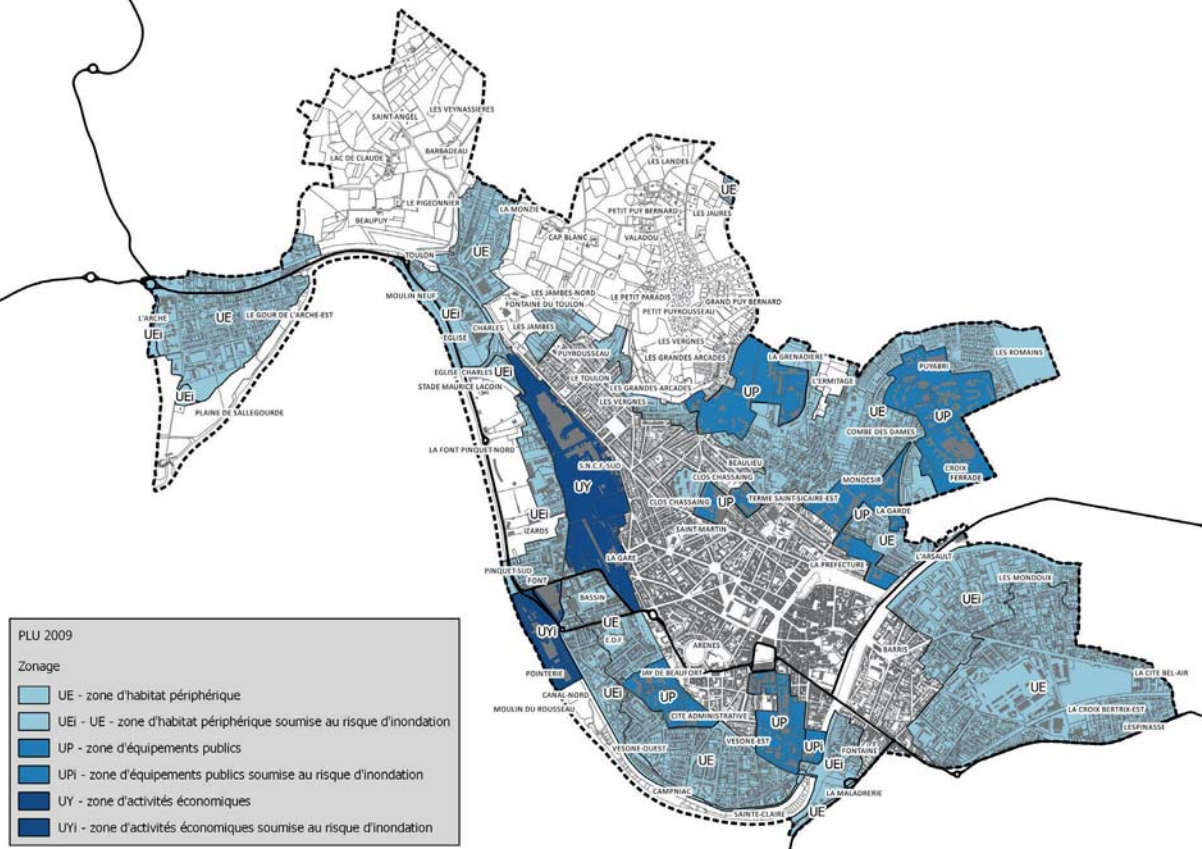 LES VEYNASSIERES
SAINT-ANGEL
BARBADEAU
LAC DE CLAUDE
LES LANDES
UE
LE PIGEONNIER
LA MONZIE
PETIT PUY BERNARD
LES JAURES
BEAUPUY
CAP BLANC
VALADOU
UE
TOULON
MOULIN NEUF
LES JAMBES-NORD
LE PETIT PARADIS
GRAND PUY BERNARD
FONTAINE DU TOULON
PETIT PUYROUSSEAU
L'ARCHE
UE
LE GOUR DE L'ARCHE-EST
UEi
UEi
CHARLES
LES JAMBES
EGLISE
LES VERGNES
PUYROUSSEAU
LES GRANDES ARCADES
LA GRENADIERE
LES ROMAINS
PUYABRI
EGLISE CHARLES
UEi
LE TOULON
L'ERMITAGE
STADE MAURICE LACOIN
LES GRANDES ARCADES
UP
UEi
LES VERGNES
UE
UP
PLAINE DE SALLEGOURDE
COMBE DES DAMES
LA FONT PINQUET-NORD
S.N.C.F-SUD
BEAULIEU
CROIX
FERRADE
CLOS CHASSAING
MONDESIR
UY
CLOS CHASSAING
UP
TERME SAINT-SICAIRE-EST
UEi
UP
LA GARDE
IZARDS
SAINT-MARTIN
UE
LA GARE
L'ARSAULT
LA PREFECTURE
PINQUET-SUD
FONT
LES MONDOUX
BASSIN
UEi
UE
UYi
E.D.F
ARENES
BARRIS
POINTERIE
JAY DE BEAUFORT
LA CITE BEL-AIR
UE
CANAL-NORD
UEi
UP
MOULIN DU ROUSSEAU
CITE ADMINISTRATIVE
UP
LA CROIX BERTRIX-EST
LESPINASSE
VESONE-OUEST
VESONE-EST
UPi
FONTAINE
UE
UEi
CAMPNIAC
LA MALADRERIE
SAINTE-CLAIRE
UE
PLU 2009
Zonage
UE - zone d'habitat périphérique
UEi - UE - zone d'habitat périphérique soumise au risque d'inondation
UP - zone d'équipements publics
UPi - zone d'équipements publics soumise au risque d'inondation
UY - zone d'activités économiques
UYi - zone d'activités économiques soumise au risque d'inondation